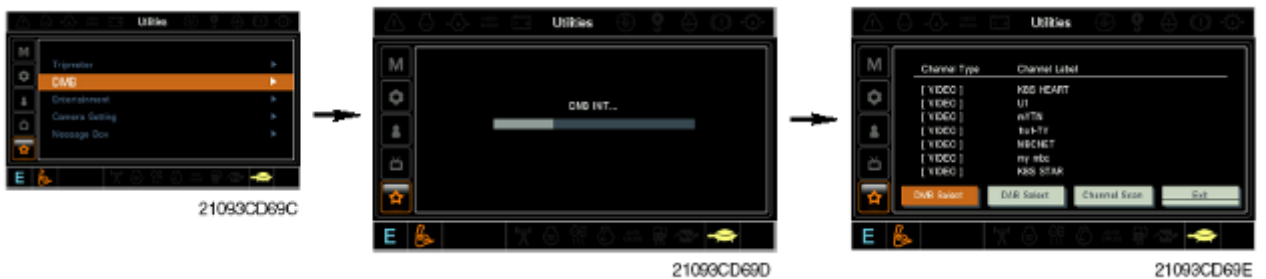 Utilities
Tripmeter
DMB
Entertainment
Camera Setting
Message Box
E
21093CD69C
Utilities
M
DMB INT...
E
21093CD69D
Utilities
M
Channel Type Channel Label
[ VIDEO ] KBS HEART
[ VIDEO ] U1
[ VIDEO ] mYTN
[ VIDEO ]
[ VIDEO ] MBCNET
[ VIDEO ] my mbc
[ VIDEO ] KBS STAR
DMB Select DAB Select Channel Scan Exit
E
21093CD69E